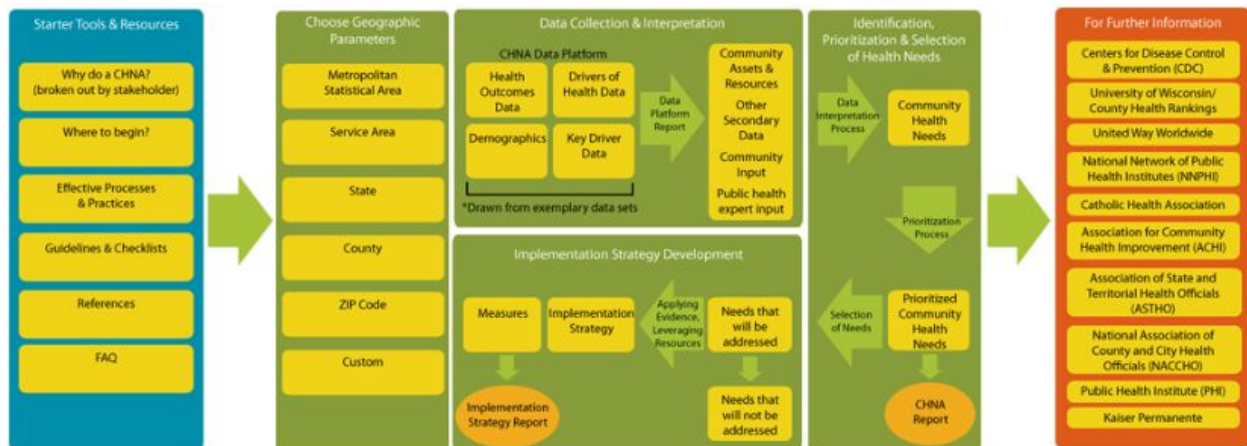 Starter Tools & Resources
Why do a CHNA?
(broken out by stakeholder)
Where to begin?
Effective Processes
& Practices
Guidelines & Checklists
References
FAQ
Choose Geographic
Parameters
Metropolitan
Statistical Area
Service Area
State
County
ZIP Code
Custom
Data Collection & Interpretation
CHNA Data Platform
Health
Outcomes
Data
Drivers of
Health Data
Demographics
Key Driver
Data
*Drawn from exemplary data sets
Data
Platform
Report
Community
Assets &
Resources
Other
Secondary
Data
Community
Input
Public health
expert input
Identification,
Prioritization & Selection
of Health Needs
Data
Interpretation
Process
Community
Health
Needs
Prioritization
Process
Prioritized
Community
Health
Needs
CHNA
Report
Selection
of Needs
Implementation Strategy Development
Needs that
will be
addressed
Needs that
will not be
addressed
Applying
Evidence,
Leveraging
Resources
Implementation
Strategy
Measures
Implementation
Strategy Report
For Further Information
Centers for Disease Control
& Prevention (CDC)
University of Wisconsin/
County Health Rankings
United Way Worldwide
National Network of Public
Health Institutes (NNPHI)
Catholic Health Association
Association for Community
Health Improvement (ACHI)
Association of State and
Territorial Health Officials
(ASTHO)
National Association of
County and City Health
Officials (NACCHO)
Public Health Institute (PHI)
Kaiser Permanente